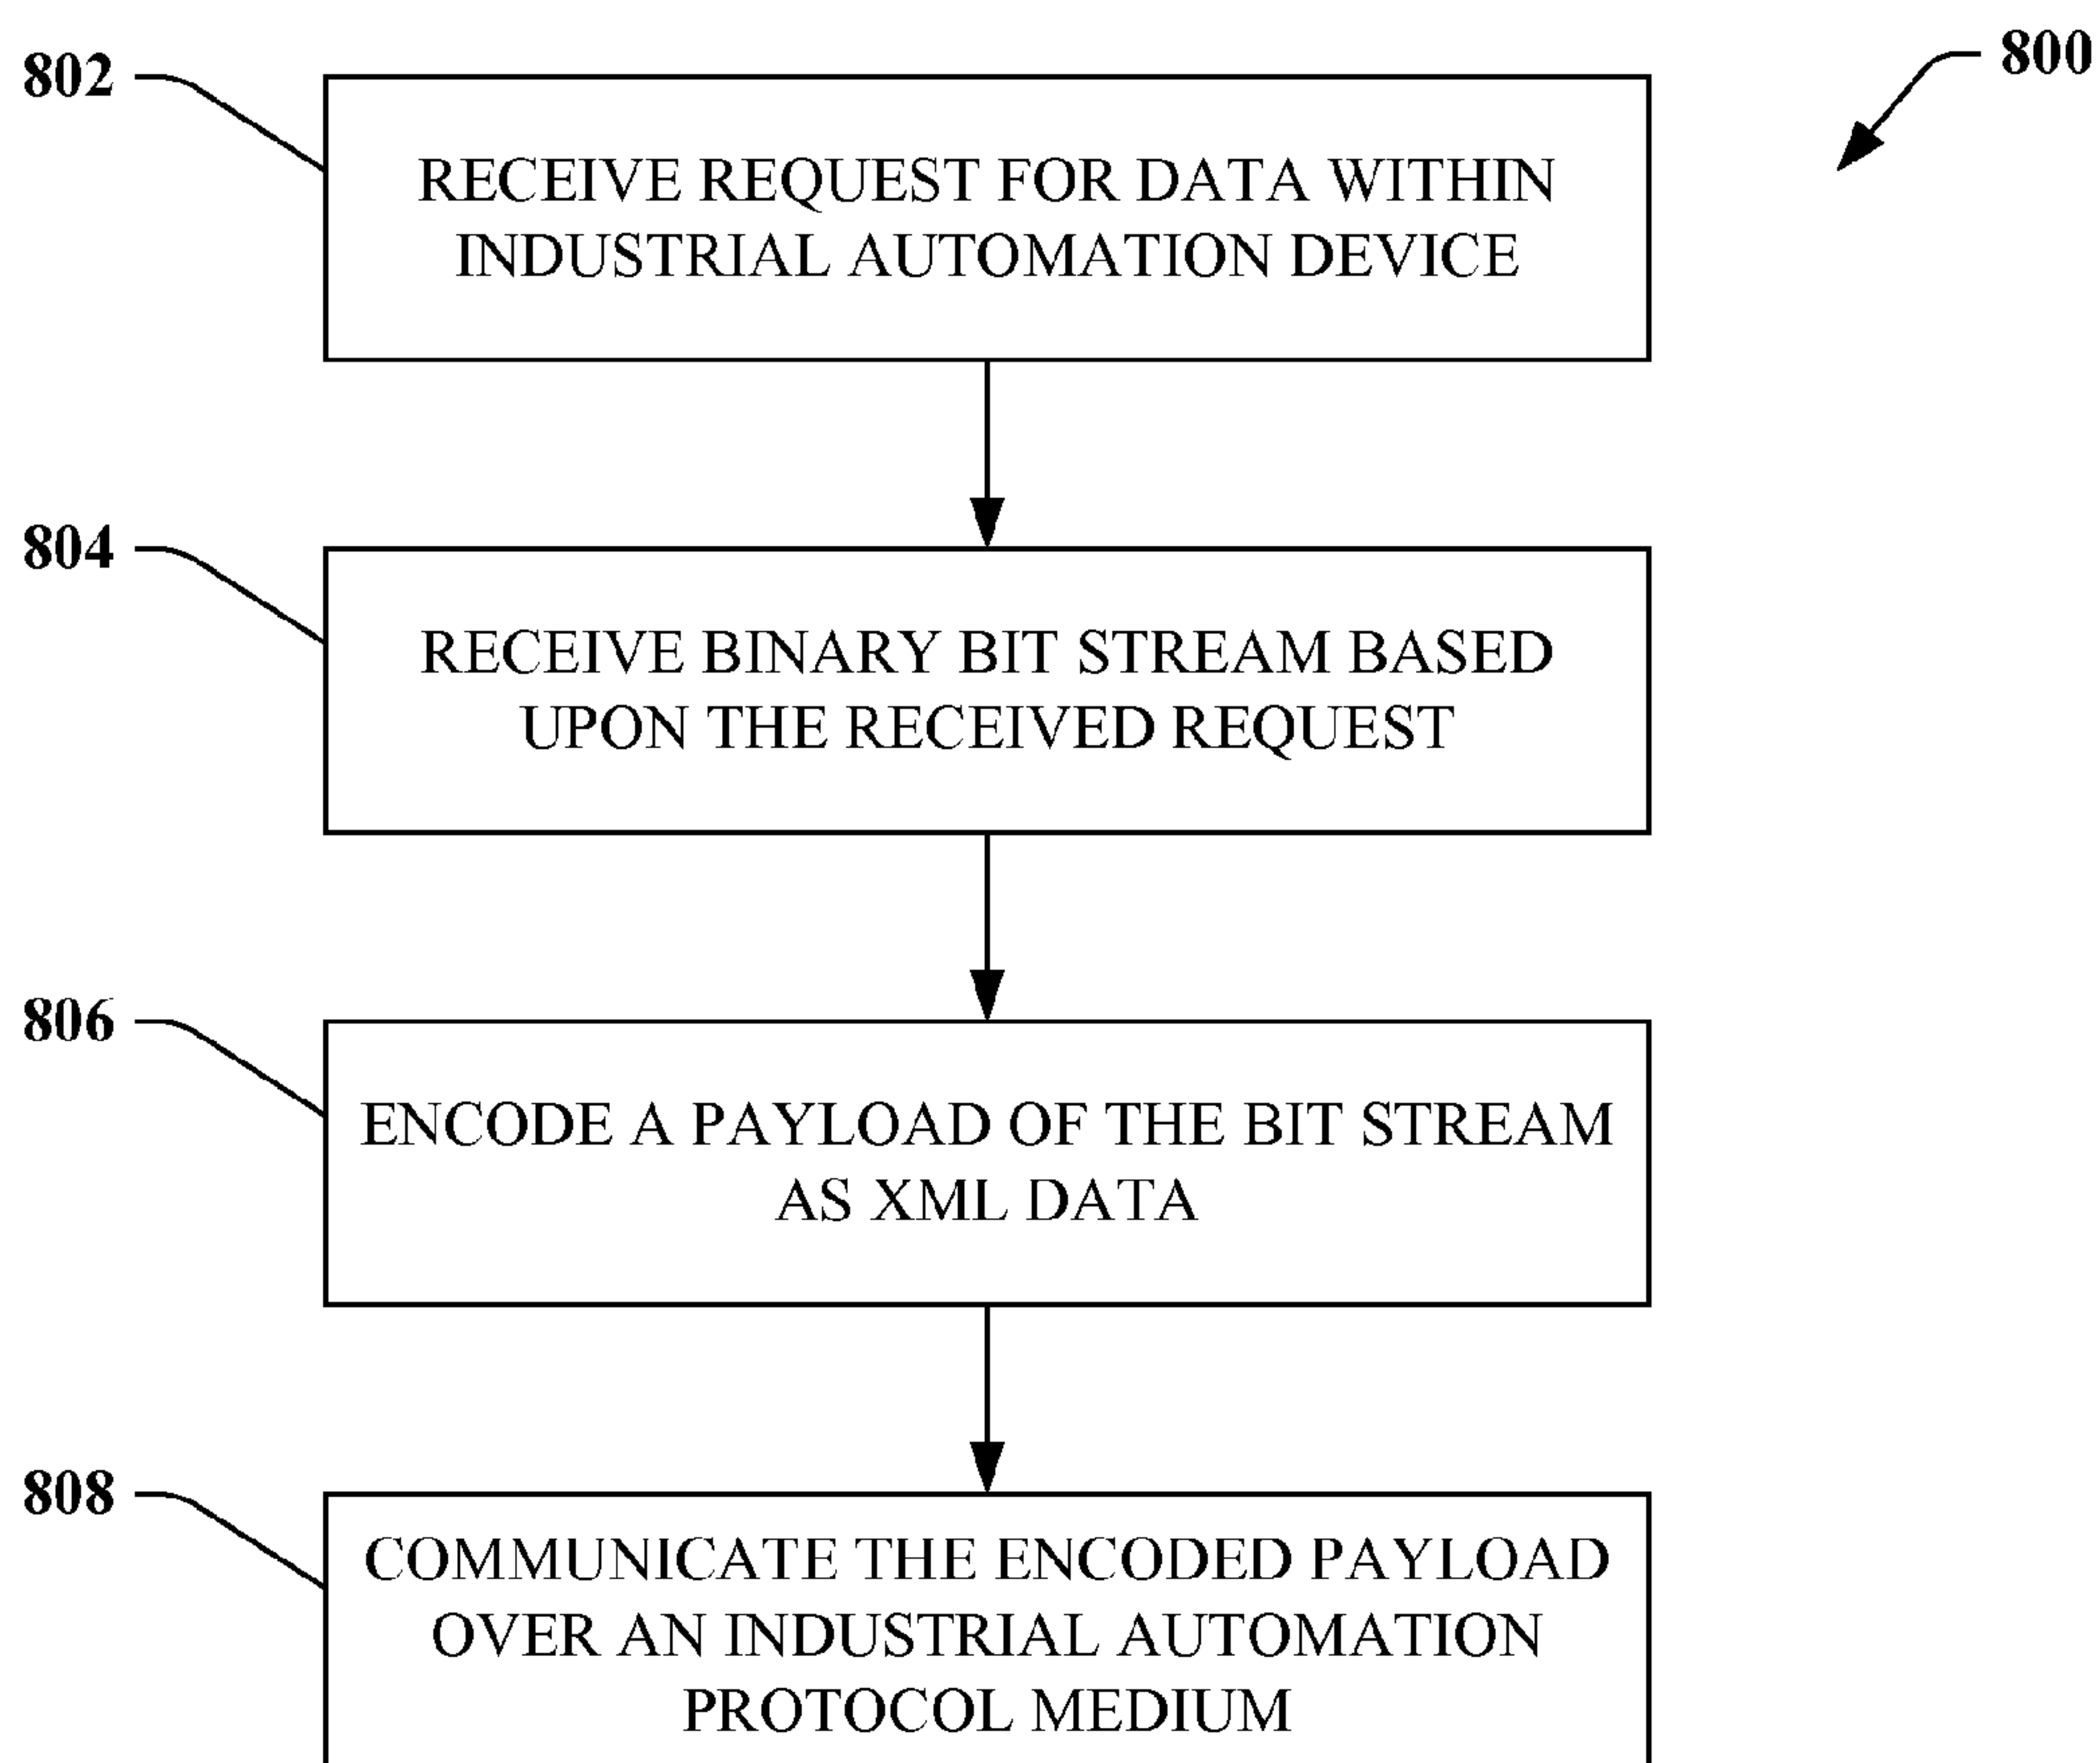 800
802
RECEIVE REQUEST FOR DATA WITHIN
INDUSTRIAL AUTOMATION DEVICE
804
RECEIVE BINARY BIT STREAM BASED
UPON THE RECEIVED REQUEST
806
ENCODE A PAYLOAD OF THE BIT STREAM
AS XML DATA
808
COMMUNICATE THE ENCODED PAYLOAD
OVER AN INDUSTRIAL AUTOMATION
PROTOCOL MEDIUM